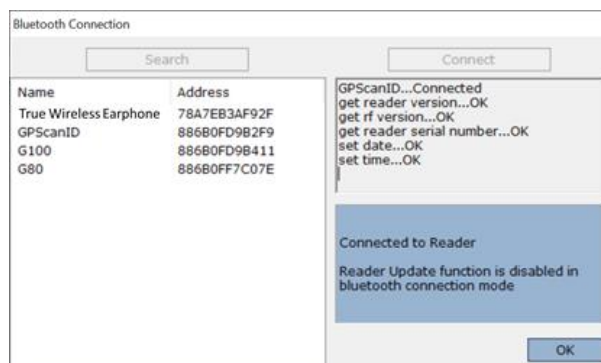 Bluetooth Connection
Search
Connect
Name Address
True Wireless Earphone 78A7EB3AF92F
GPScanID 886B0FD9B2F9
G100 886B0FD9B411
G80 886B0FF7C07E
GPScanID...Connected
get reader version...OK
get rf version...OK
get reader serial number...OK
set date...OK
set time...OK
Connected to Reader
Reader Update function is disabled in
bluetooth connection mode
OK